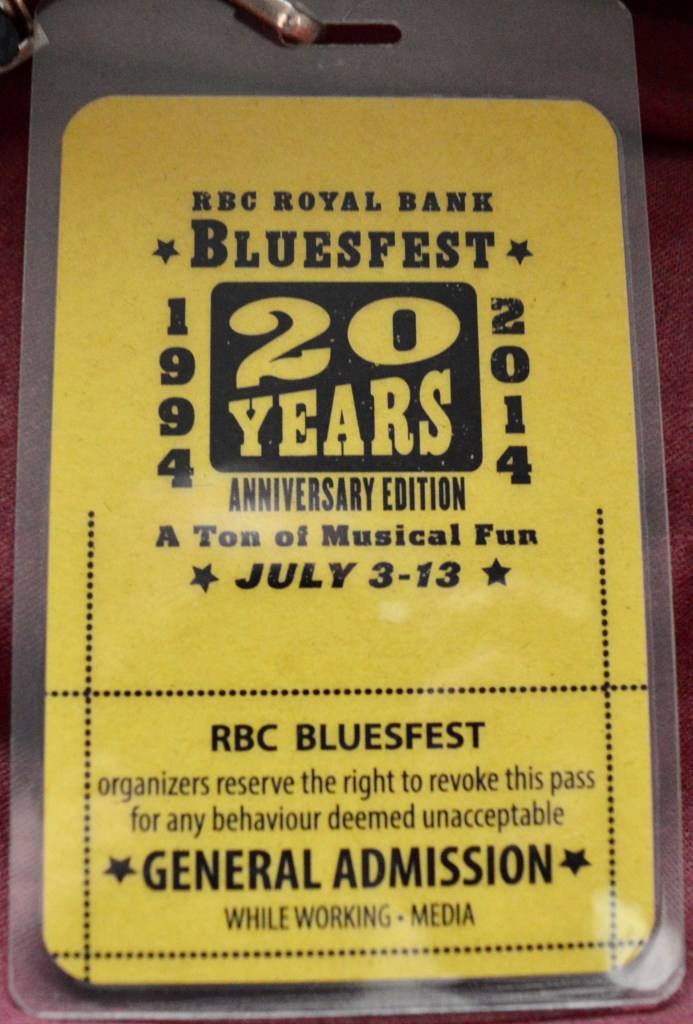 RBC ROYAL BANK
BLUESFEST
1994
20
YEARS
2014
ANNIVERSARY EDITION
A Ton of Musical Fun
JULY 3-13
RBC BLUESFEST
organizers reserve the right to revoke this pass
for any behaviour deemed unacceptable
GENERAL ADMISSION
WHILE WORKING • MEDIA